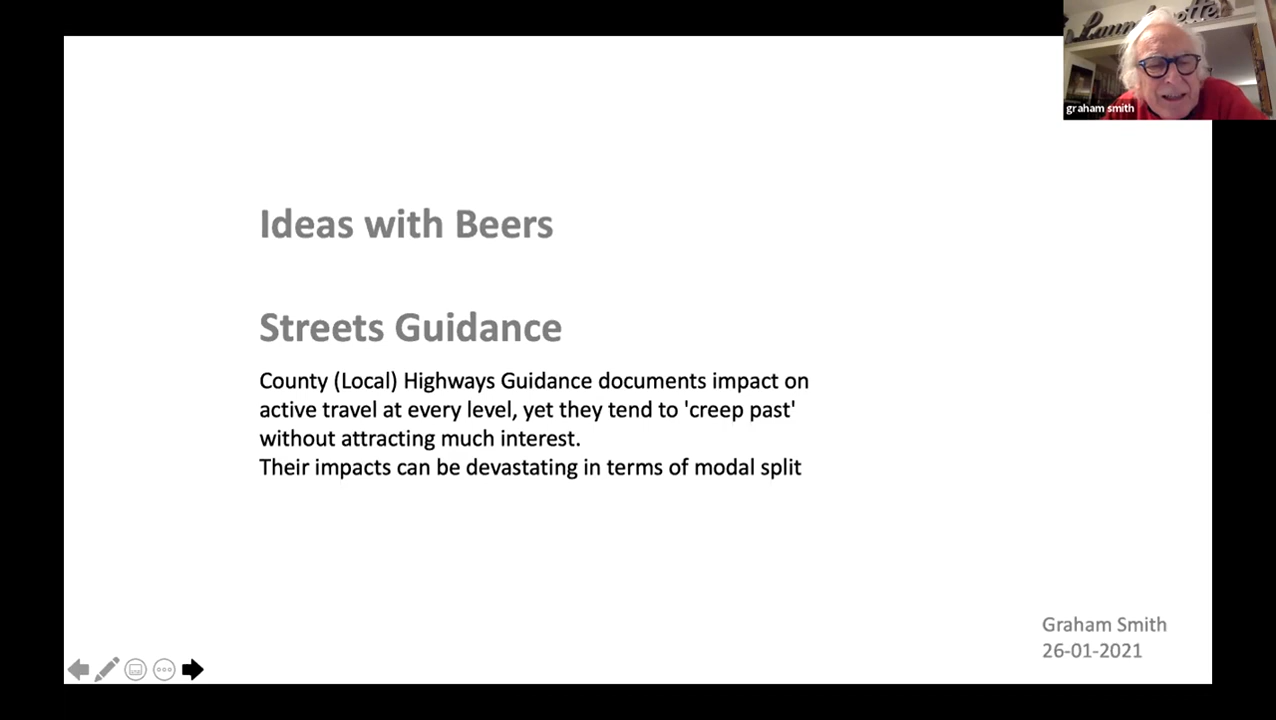 Launderette
graham smith
Ideas with Beers
Streets Guidance
County (Local) Highways Guidance documents impact on
active travel at every level, yet they tend to 'creep past'
without attracting much interest.
Their impacts can be devastating in terms of modal split
Graham Smith
26-01-2021